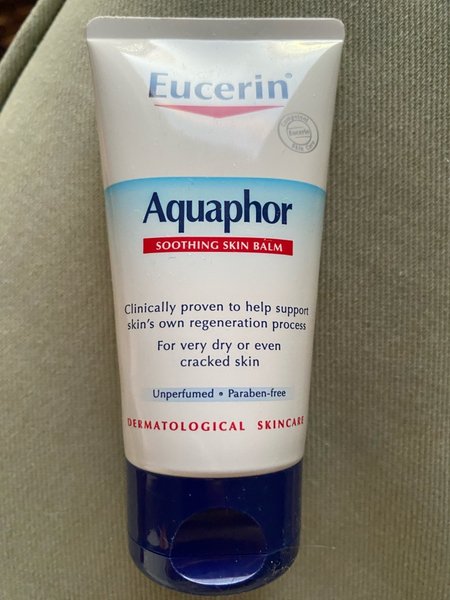 Eucerin®
Eucerin
Aquaphor
SOOTHING SKIN BALM
Clinically proven to help support
skin's own regeneration process
For very dry or even
cracked skin
Unperfumed • Paraben-free
DERMATOLOGICAL SKINCARE